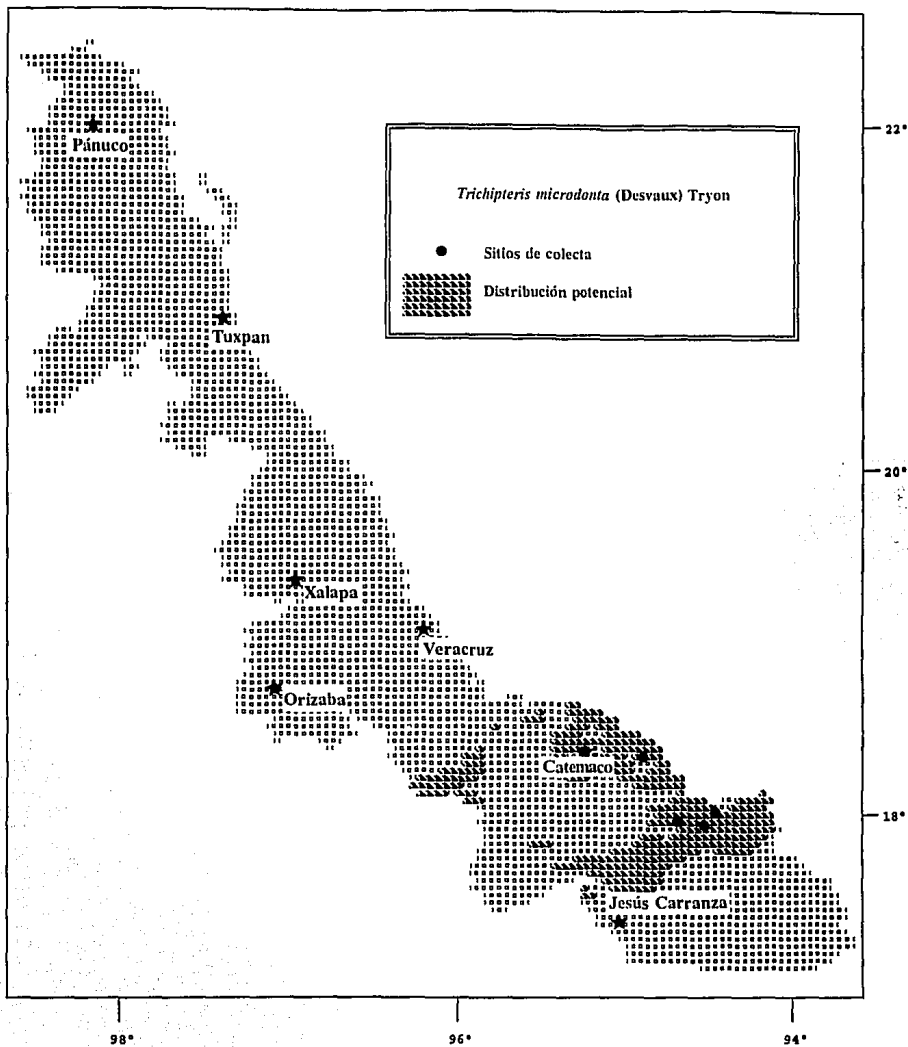 22°
Pánuco
Trichipteris microdonta (Desvaux) Tryon
Sitios de colecta
Distribución potencial
Tuxpan
20°
Xalapa
Veracruz
Orizaba
Catemaco
18°
Jesús Carranza
98°
96°
94°